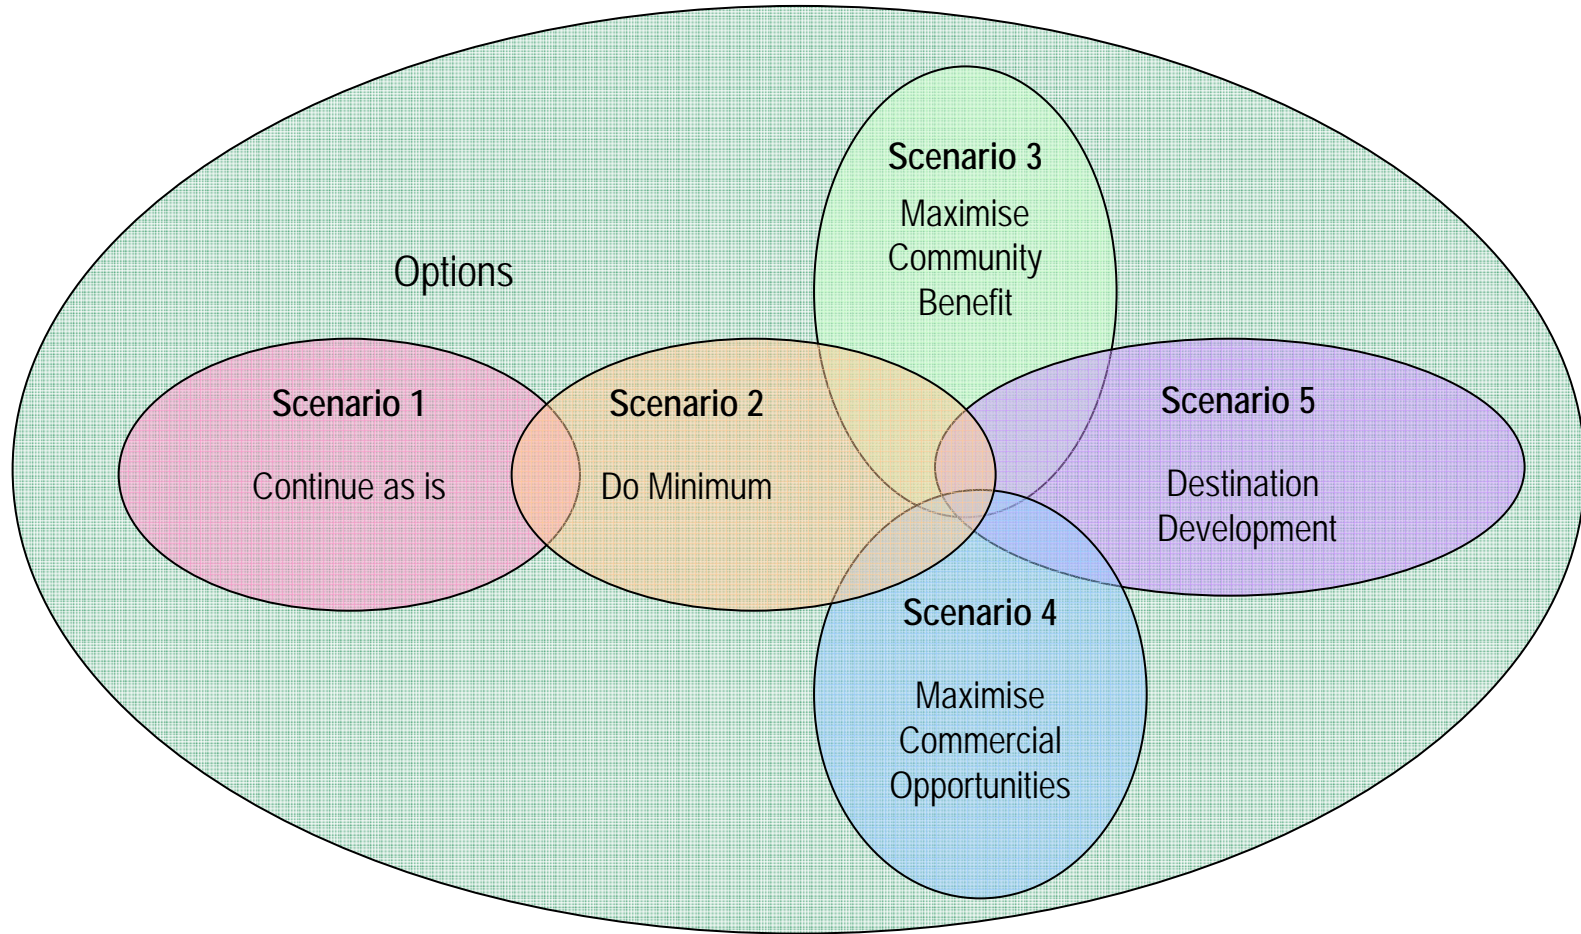 Options
Scenario 1
Continue as is
Scenario 2
Do Minimum
Scenario 3
Maximise
Community
Benefit
Scenario 4
Maximise
Commercial
Opportunities
Scenario 5
Destination
Development